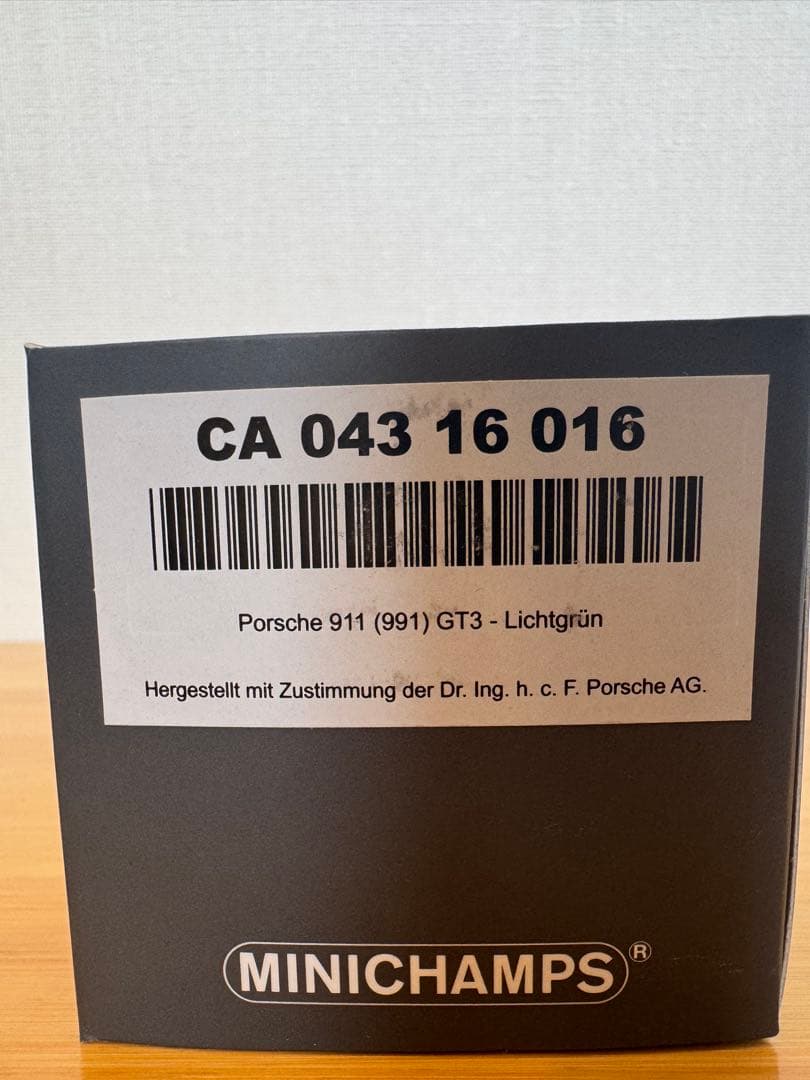 CA 043 16 016
Porsche 911 (991) GT3 - Lichtgrün
Hergestellt mit Zustimmung der Dr. Ing. h. c. F. Porsche AG.
MINICHAMPS®